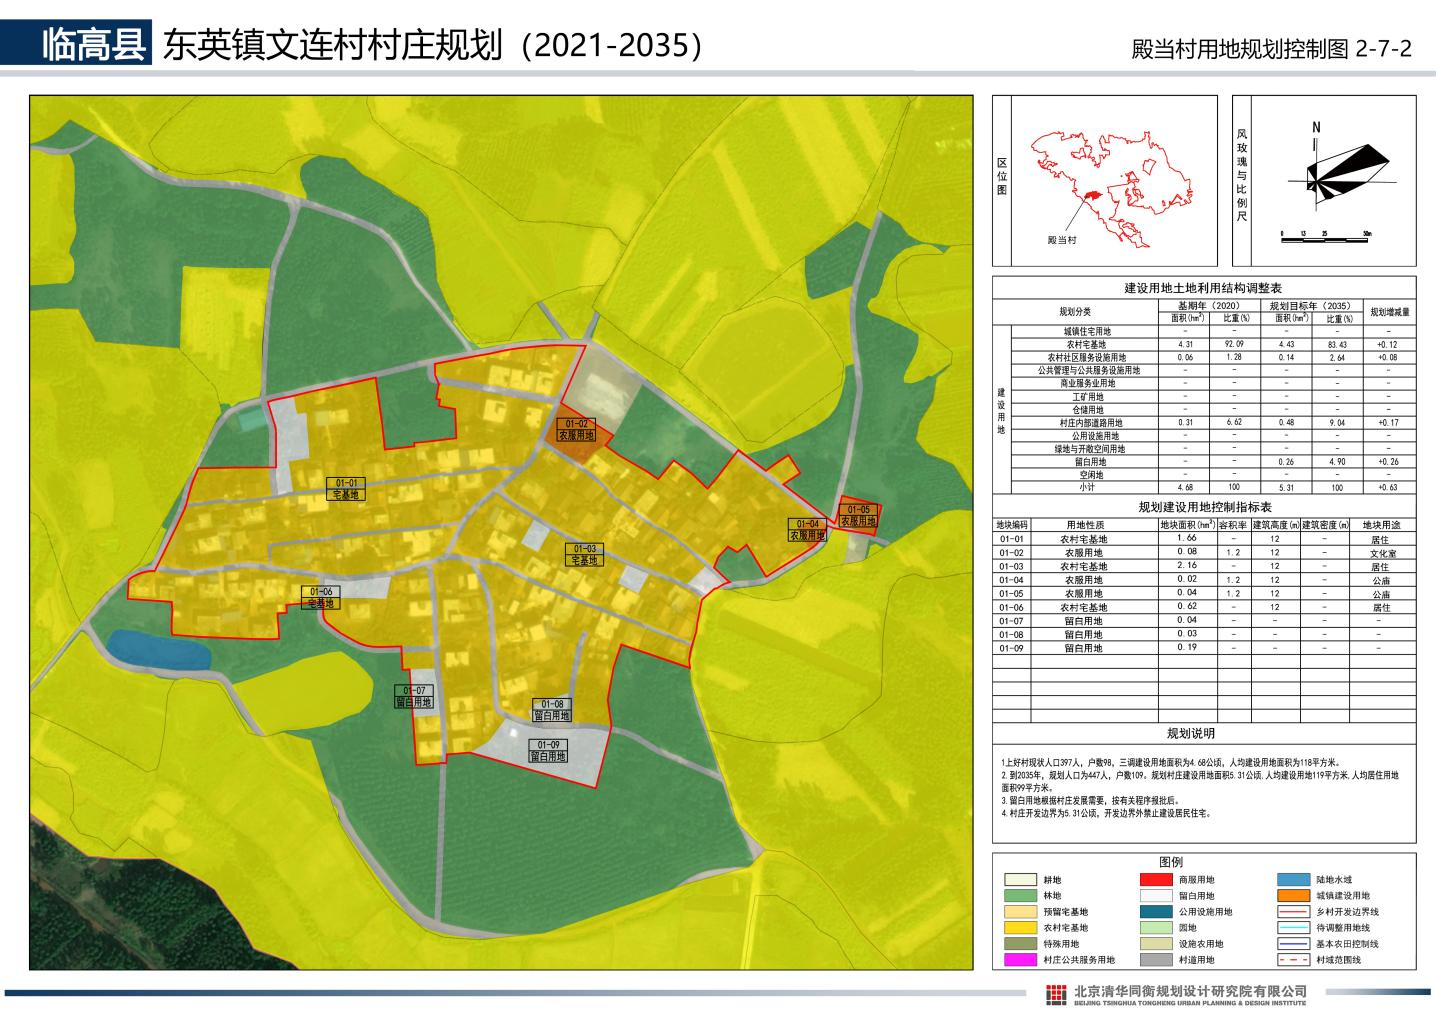 临高县 东英镇文连村村庄规划（2021-2035）
殿当村用地规划控制图 2-7-2
01-01
宅基地
01-02
农服用地
01-03
宅基地
01-04
农服用地
01-05
农服用地
01-06
宅基地
01-07
留白用地
01-08
留白用地
01-09
留白用地
区位图
殿当村
风玫瑰与比例尺
N
0 13 25 50m
建设用地土地利用结构调整表
规划分类 基期年（2020） 规划目标年（2035） 规划增减量
面积(hm²) 比重(%) 面积(hm²) 比重(%)
建设用地
城镇住宅用地 - - - - -
农村宅基地 4.31 92.09 4.43 83.43 +0.12
农村社区服务设施用地 0.06 1.28 0.14 2.64 +0.08
公共管理与公共服务设施用地 - - - - -
商业服务业用地 - - - - -
工矿用地 - - - - -
仓储用地 - - - - -
村庄内部道路用地 0.31 6.62 0.48 9.04 +0.17
公用设施用地 - - - - -
绿地与开敞空间用地 - - - - -
留白用地 - - 0.26 4.90 +0.26
空闲地 - - - - -
小计 4.68 100 5.31 100 +0.63
规划建设用地控制指标表
地块编码 用地性质 地块面积(hm²) 容积率 建筑高度(m) 建筑密度(m) 地块用途
01-01 农村宅基地 1.66 - 12 - 居住
01-02 农服用地 0.08 1.2 12 - 文化室
01-03 农村宅基地 2.16 - 12 - 居住
01-04 农服用地 0.02 1.2 12 - 公庙
01-05 农服用地 0.04 1.2 12 - 公庙
01-06 农村宅基地 0.62 - 12 - 居住
01-07 留白用地 0.04 - - - -
01-08 留白用地 0.03 - - - -
01-09 留白用地 0.19 - - - -
规划说明
1上好村现状人口397人，户数98，三调建设用地面积为4.68公顷，人均建设用地面积为118平方米。
2.到2035年，规划人口为447人，户数109。规划村庄建设用地面积5.31公顷.人均建设用地119平方米.人均居住用地
面积99平方米。
3.留白用地根据村庄发展需要，按有关程序报批后。
4.村庄开发边界为5.31公顷，开发边界外禁止建设居民住宅。
图例
耕地 商服用地 陆地水域
林地 留白用地 城镇建设用地
预留宅基地 公用设施用地 乡村开发边界线
农村宅基地 园地 待调整用地线
特殊用地 设施农用地 基本农田控制线
村庄公共服务用地 村道用地 村域范围线
北京清华同衡规划设计研究院有限公司
BEIJING TSINGHUA TONGHENG URBAN PLANNING & DESIGN INSTITUTE